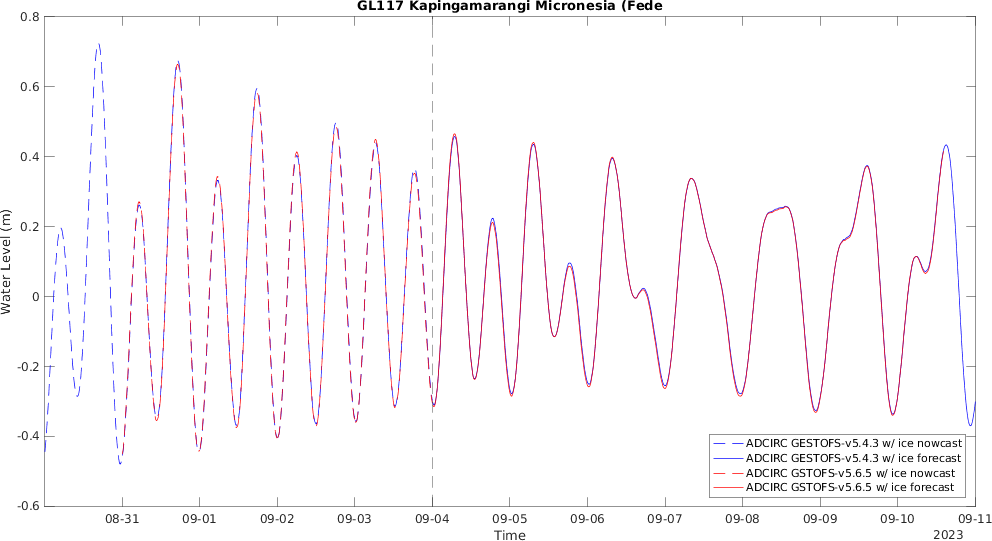 GL117 Kapingamarangi Micronesia (Fede
0.8
0.6
0.4
0.2
0
-0.2
-0.4
-0.6
Water Level (m)
ADCIRC GESTOFS-v5.4.3 w/ ice nowcast
ADCIRC GESTOFS-v5.4.3 w/ ice forecast
ADCIRC GSTOFS-v5.6.5 w/ ice nowcast
ADCIRC GSTOFS-v5.6.5 w/ ice forecast
08-31 09-01 09-02 09-03 09-04 09-05 09-06 09-07 09-08 09-09 09-10 09-11
Time
2023